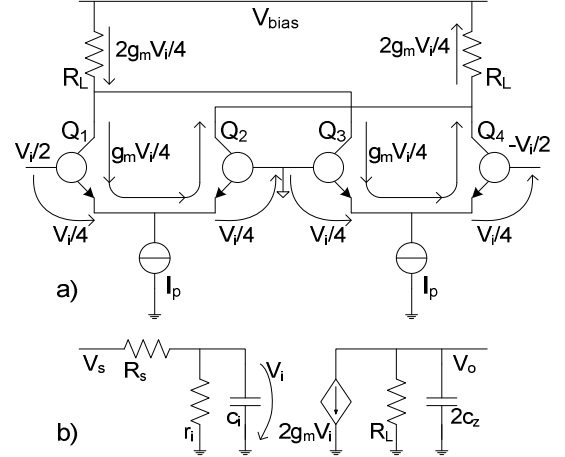 V_bias
2g_mV_i/4 2g_mV_i/4
R_L R_L
Q_1 Q_2 Q_3 Q_4
V_i/2 g_mV_i/4 g_mV_i/4 -V_i/2
V_i/4 V_i/4 V_i/4 V_i/4
a) I_p I_p
V_s R_s V_i V_o
b) r_i c_i 2g_mV_i R_L 2c_z